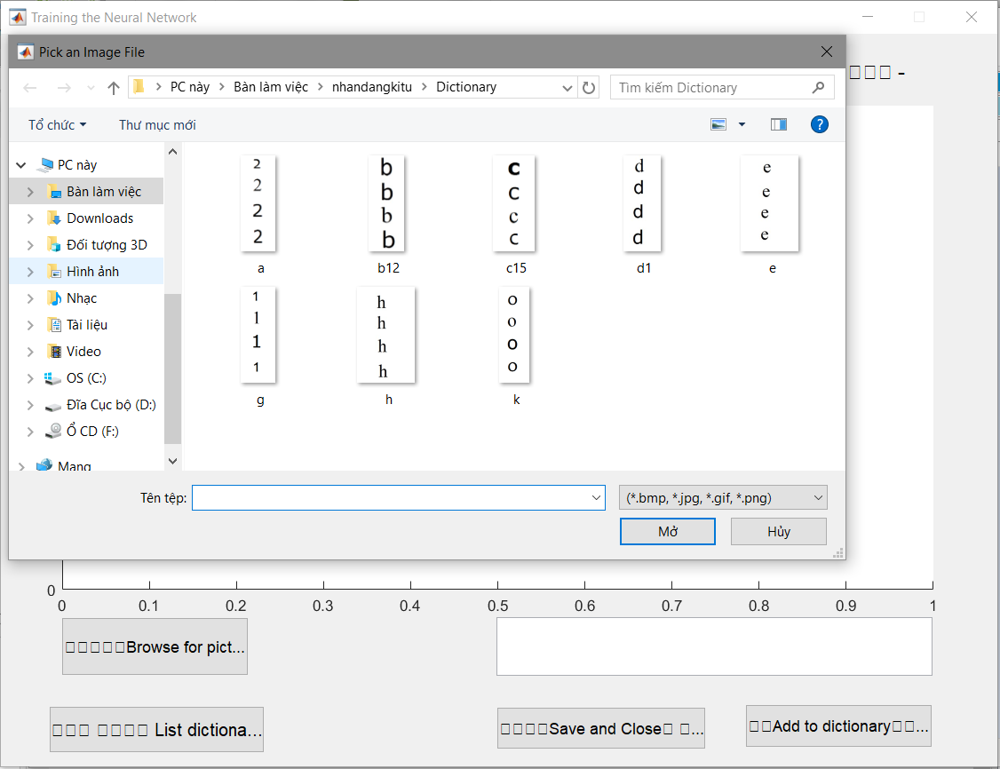 Training the Neural Network
Pick an Image File
-
PC này > Bàn làm việc > nhandangkitu > Dictionary
Tìm kiếm Dictionary
Tổ chức
Thư mục mới
?
PC này
Bàn làm việc
Downloads
Đối tượng 3D
Hình ảnh
Nhạc
Tài liệu
Video
OS (C:)
Đĩa Cục bộ (D:)
Ổ CD (F:)
Mạng
2
2
2
2
a
b
b
b
b
b12
c
c
c
c
c15
d
d
d
d
d1
e
e
e
e
e
1
1
1
1
g
h
h
h
h
h
o
o
o
o
k
Tên tệp:
(*.bmp, *.jpg, *.gif, *.png)
Mở
Hủy
0
0 0.1 0.2 0.3 0.4 0.5 0.6 0.7 0.8 0.9 1
Browse for pict...
List dictiona...
Save and Close ...
Add to dictionary...